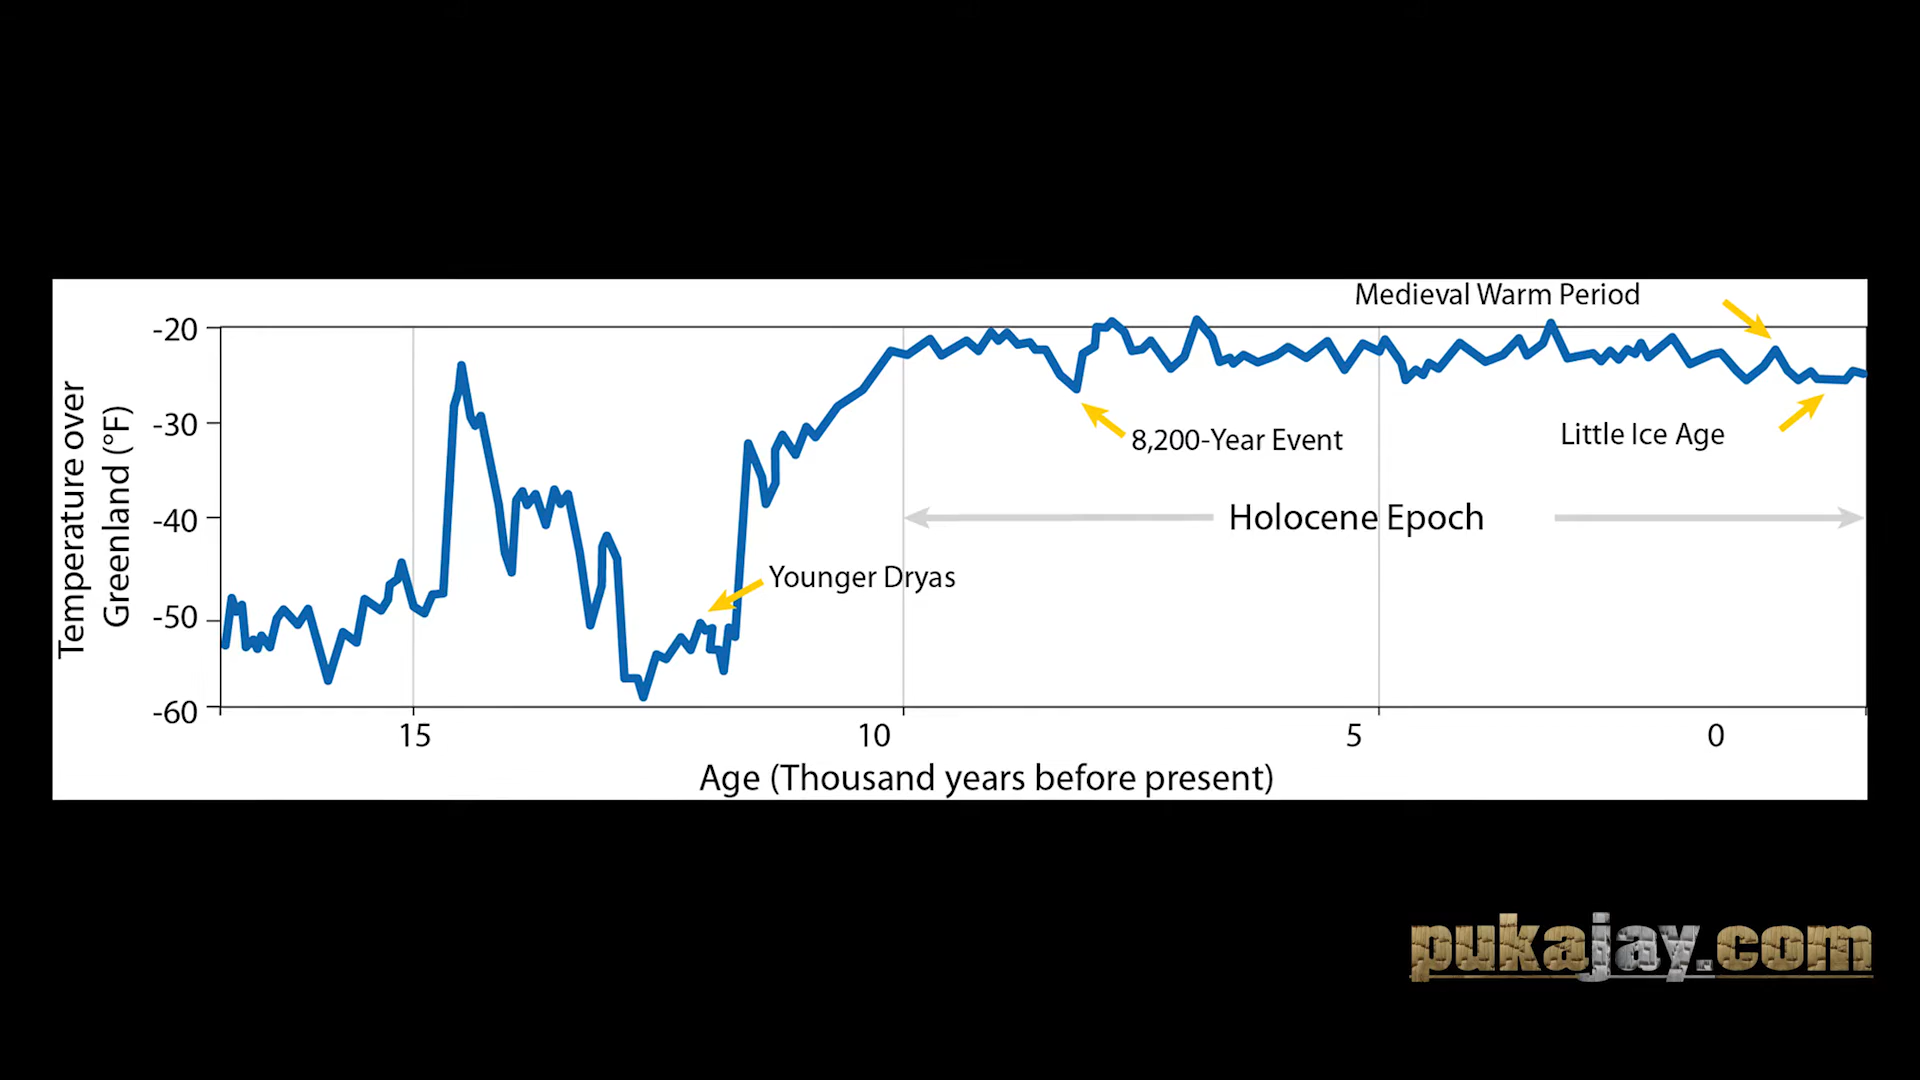 Medieval Warm Period
-20
-30
-40
-50
-60
Temperature over
Greenland (°F)
8,200-Year Event
Little Ice Age
Holocene Epoch
Younger Dryas
15
10
5
0
Age (Thousand years before present)
pukajay.com